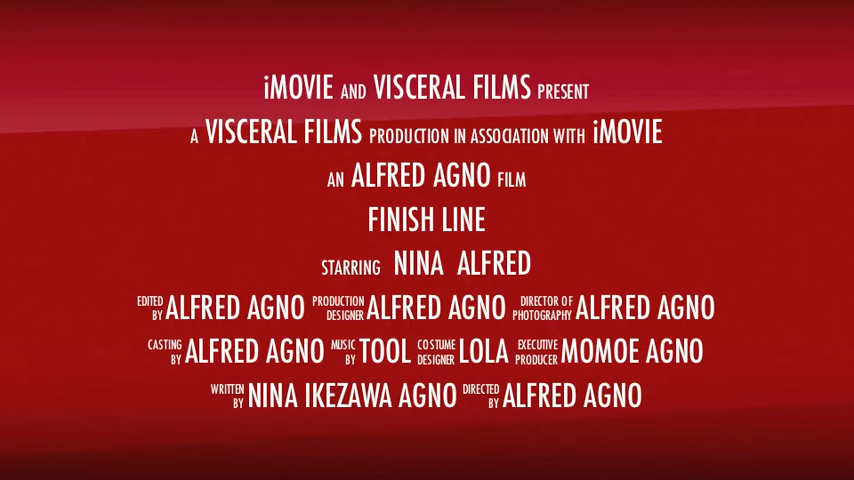 iMOVIE AND VISCERAL FILMS PRESENT
A VISCERAL FILMS PRODUCTION IN ASSOCIATION WITH iMOVIE
AN ALFRED AGNO FILM
FINISH LINE
STARRING NINA ALFRED
EDITED BY ALFRED AGNO PRODUCTION DESIGNER ALFRED AGNO DIRECTOR OF PHOTOGRAPHY ALFRED AGNO
CASTING BY ALFRED AGNO MUSIC BY TOOL COSTUME DESIGNER LOLA EXECUTIVE PRODUCER MOMOE AGNO
WRITTEN BY NINA IKEZAWA AGNO DIRECTED BY ALFRED AGNO